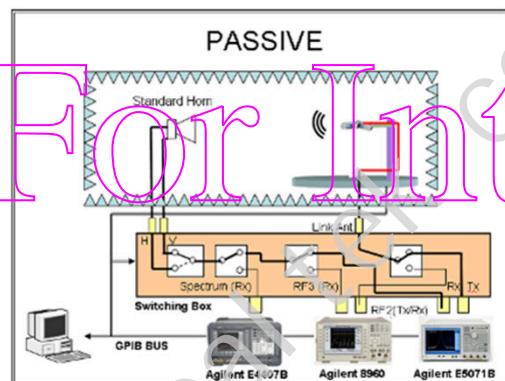 PASSIVE
For Int
Standard Horn
Link Ant
H V
Spectrum (Rx)
RF3 (Rx)
Rx Tx
Switching Box
RF2(Tx/Rx)
GPIB BUS
Agilent E4407B
Agilent 8960
Agilent E5071B